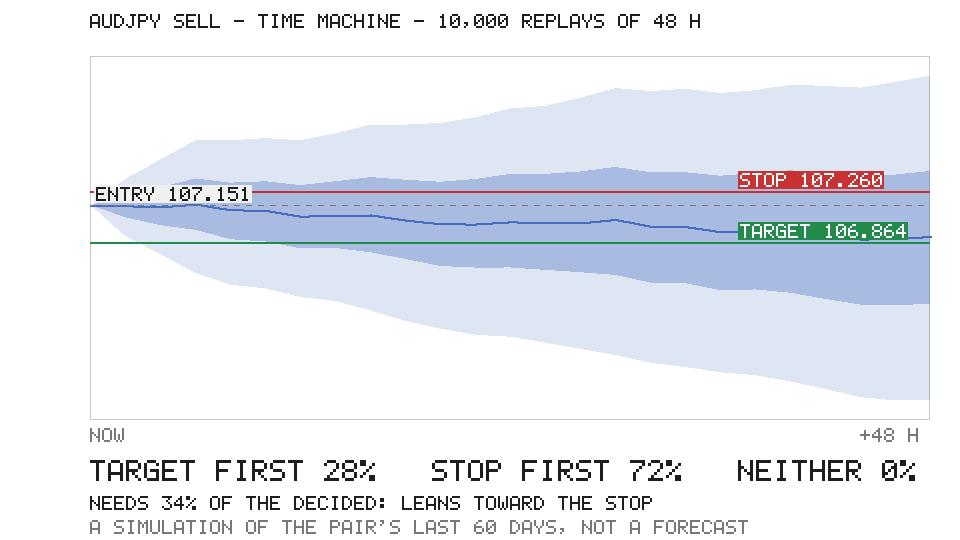 AUDJPY SELL - TIME MACHINE - 10,000 REPLAYS OF 48 H
STOP 107.260
ENTRY 107.151
TARGET 106.864
NOW +48 H
TARGET FIRST 28% STOP FIRST 72% NEITHER 0%
NEEDS 34% OF THE DECIDED: LEANS TOWARD THE STOP
A SIMULATION OF THE PAIR'S LAST 60 DAYS, NOT A FORECAST